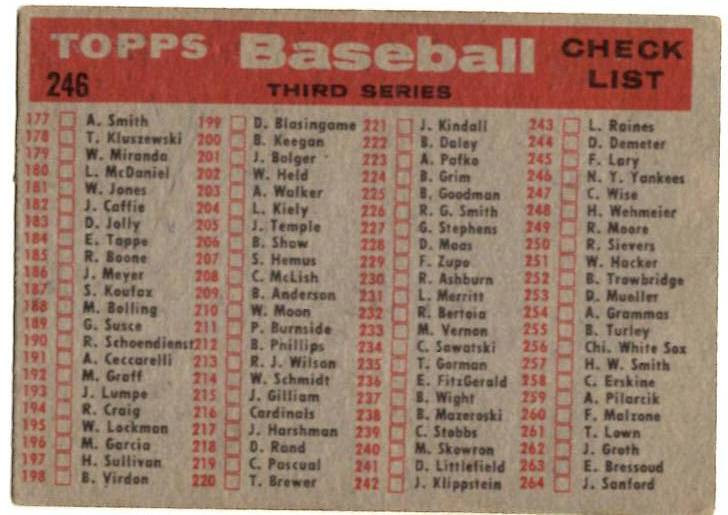 TOPPS Baseball CHECK LIST
246 THIRD SERIES
177 A. Smith
178 T. Kluszewski
179 W. Miranda
180 L. McDaniel
181 W. Jones
182 J. Caffie
183 D. Jolly
184 E. Tappe
185 R. Boone
186 J. Meyer
187 S. Koufax
188 M. Bolling
189 G. Susce
190 R. Schoendienst
191 A. Ceccarelli
192 M. Graff
193 J. Lumpe
194 R. Craig
195 W. Lockman
196 M. Garcia
197 H. Sullivan
198 B. Virdon
199 D. Blasingame
200 B. Keegan
201 J. Bolger
202 W. Held
203 A. Walker
204 L. Kiely
205 J. Temple
206 B. Shaw
207 S. Hemus
208 C. McLish
209 B. Anderson
210 W. Moon
211 P. Burnside
212 B. Phillips
213 R. J. Wilson
214 W. Schmidt
215 J. Gilliam
216 Cardinals
217 J. Harshman
218 D. Rand
219 C. Pascual
220 T. Brewer
221 J. Kindall
222 B. Daley
223 A. Pafko
224 B. Grim
225 B. Goodman
226 R. G. Smith
227 G. Stephens
228 D. Maas
229 F. Zupo
230 R. Ashburn
231 L. Merritt
232 R. Bertoia
233 M. Vernon
234 C. Sawatski
235 T. Gorman
236 E. FitzGerald
237 B. Wight
238 B. Mazeroski
239 C. Stobbs
240 M. Skowron
241 D. Littlefield
242 J. Klippstein
243 L. Raines
244 D. Demeter
245 F. Lary
246 N. Y. Yankees
247 C. Wise
248 H. Wehmeier
249 R. Moore
250 R. Sievers
251 W. Hacker
252 B. Trowbridge
253 D. Mueller
254 A. Grammas
255 B. Turley
256 Chi. White Sox
257 H. W. Smith
258 C. Erskine
259 A. Pilarcik
260 F. Malzone
261 T. Lown
262 J. Groth
263 E. Bressoud
264 J. Sanford